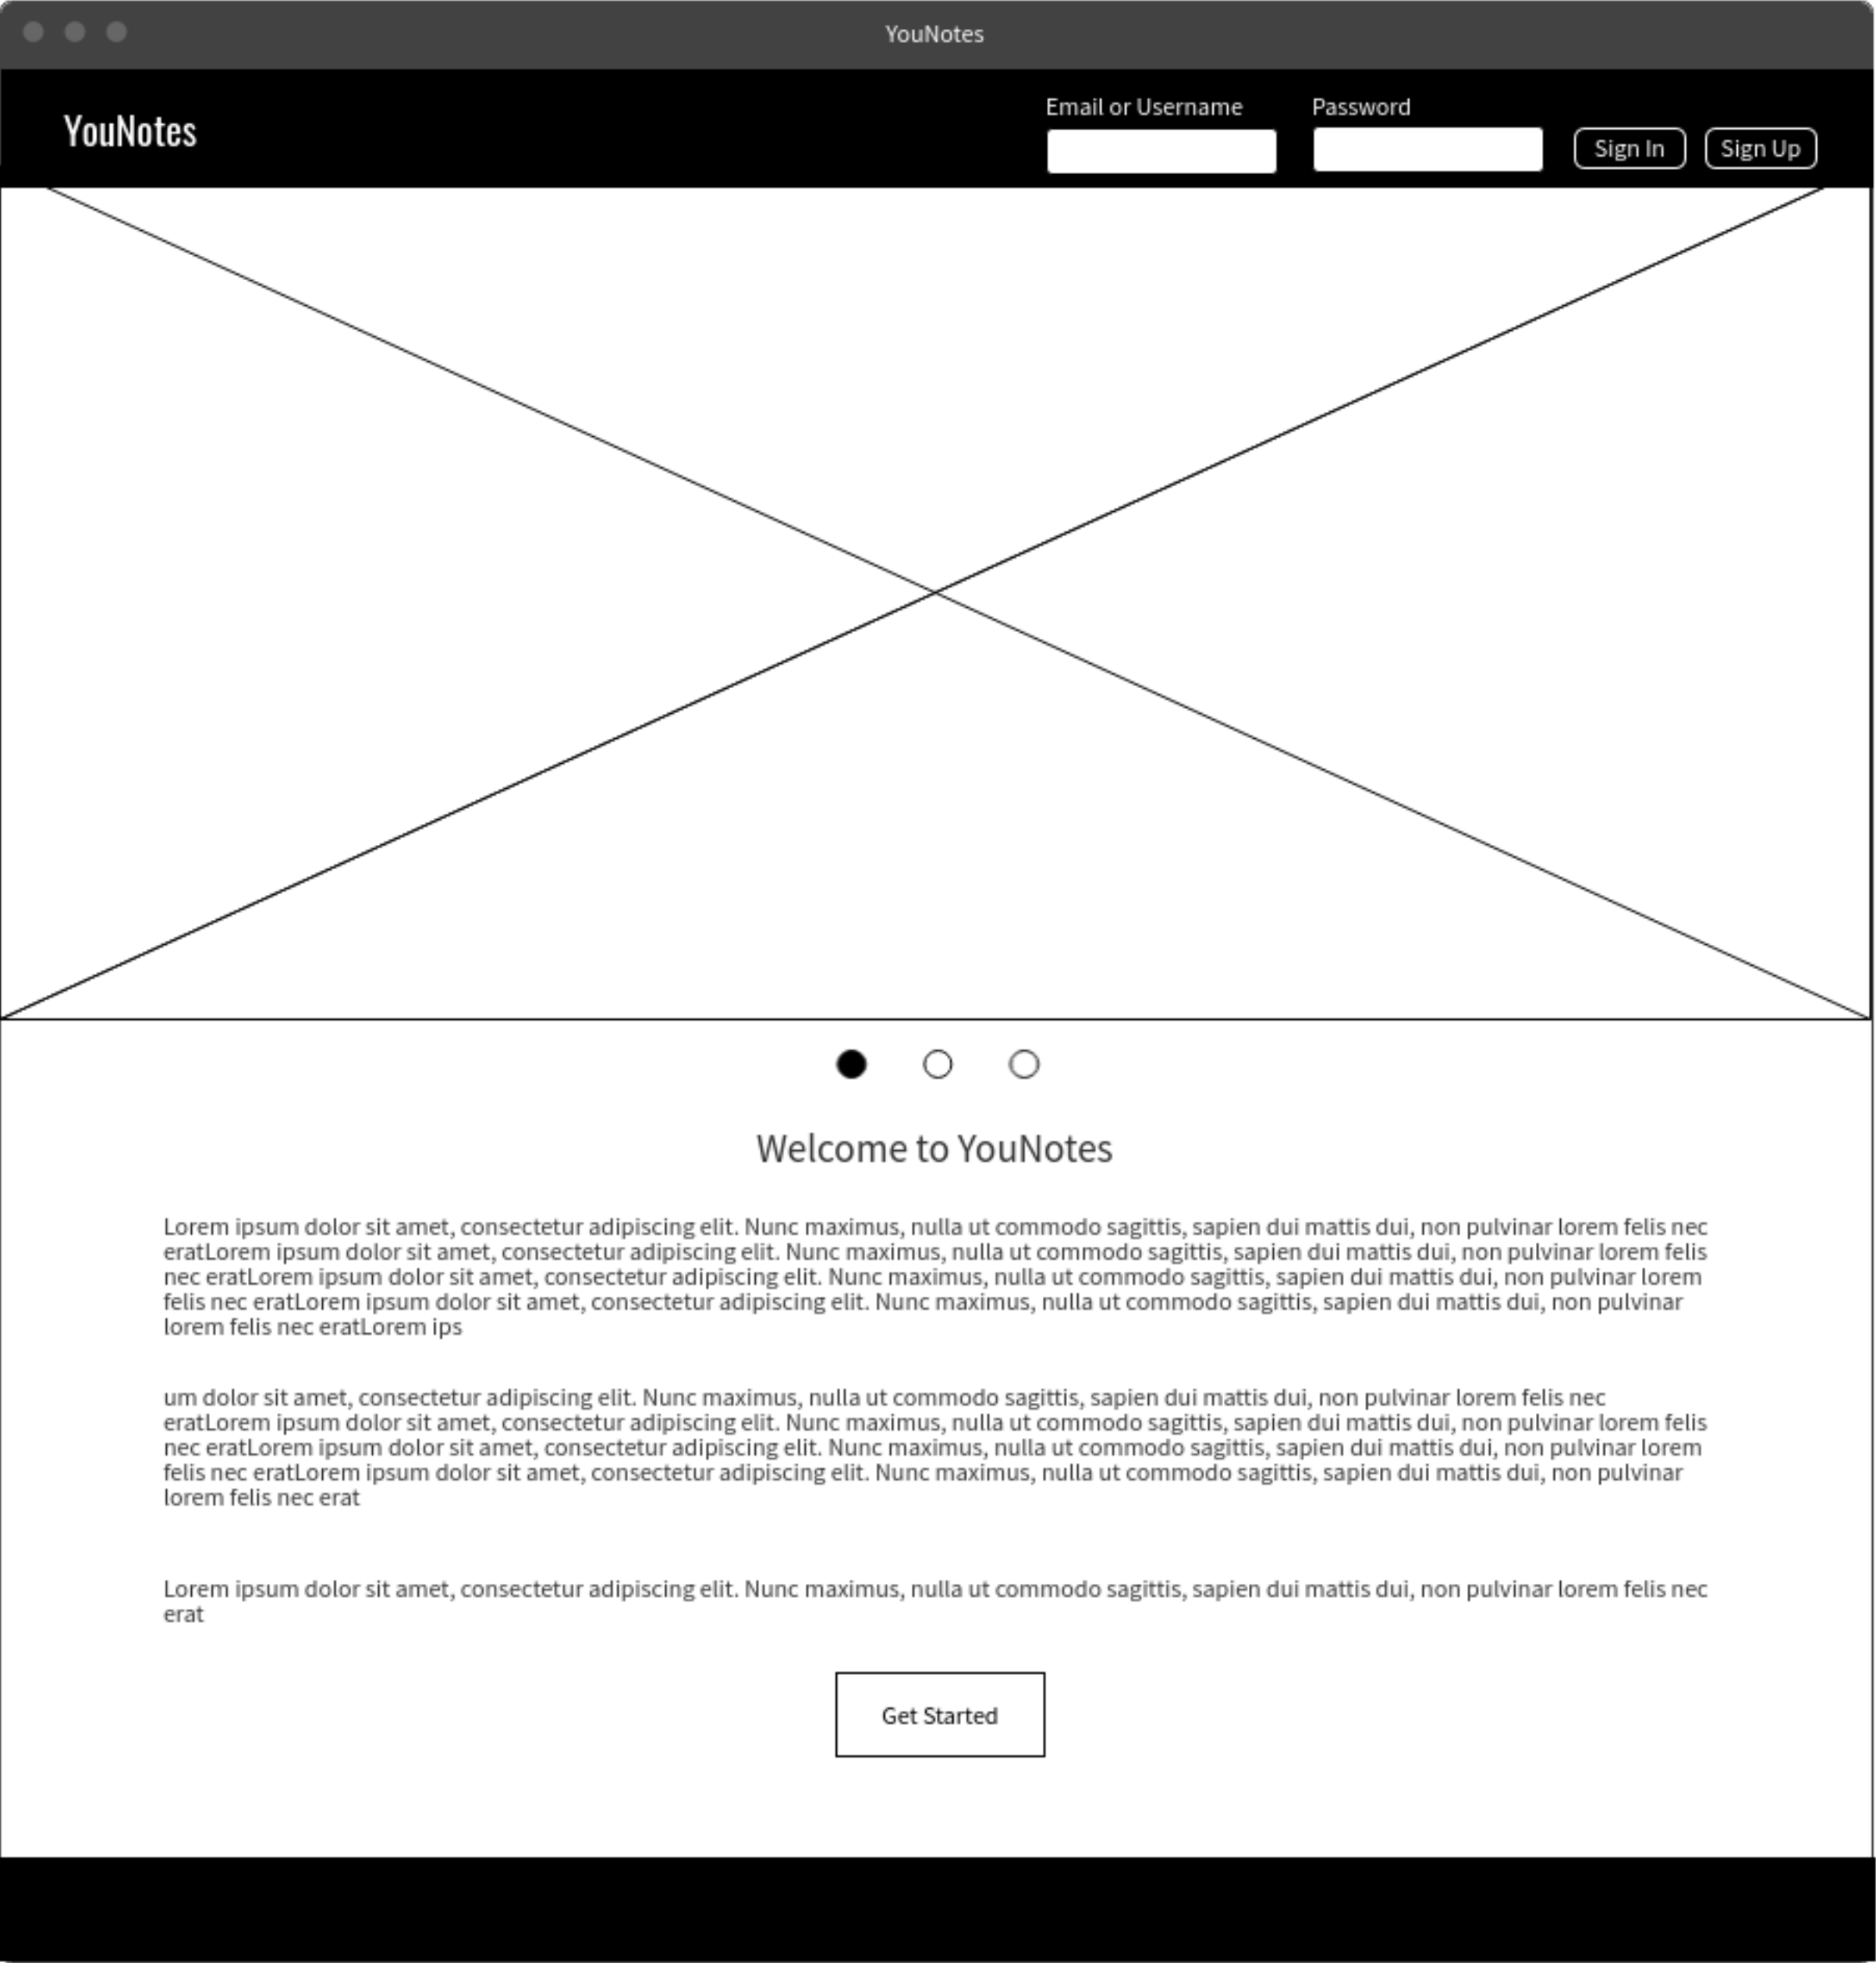 YouNotes
YouNotes
Email or Username
Password
Sign In
Sign Up
Welcome to YouNotes
Lorem ipsum dolor sit amet, consectetur adipiscing elit. Nunc maximus, nulla ut commodo sagittis, sapien dui mattis dui, non pulvinar lorem felis nec
eratLorem ipsum dolor sit amet, consectetur adipiscing elit. Nunc maximus, nulla ut commodo sagittis, sapien dui mattis dui, non pulvinar lorem felis
nec eratLorem ipsum dolor sit amet, consectetur adipiscing elit. Nunc maximus, nulla ut commodo sagittis, sapien dui mattis dui, non pulvinar lorem
felis nec eratLorem ipsum dolor sit amet, consectetur adipiscing elit. Nunc maximus, nulla ut commodo sagittis, sapien dui mattis dui, non pulvinar
lorem felis nec eratLorem ips
um dolor sit amet, consectetur adipiscing elit. Nunc maximus, nulla ut commodo sagittis, sapien dui mattis dui, non pulvinar lorem felis nec
eratLorem ipsum dolor sit amet, consectetur adipiscing elit. Nunc maximus, nulla ut commodo sagittis, sapien dui mattis dui, non pulvinar lorem felis
nec eratLorem ipsum dolor sit amet, consectetur adipiscing elit. Nunc maximus, nulla ut commodo sagittis, sapien dui mattis dui, non pulvinar lorem
felis nec eratLorem ipsum dolor sit amet, consectetur adipiscing elit. Nunc maximus, nulla ut commodo sagittis, sapien dui mattis dui, non pulvinar
lorem felis nec erat
Lorem ipsum dolor sit amet, consectetur adipiscing elit. Nunc maximus, nulla ut commodo sagittis, sapien dui mattis dui, non pulvinar lorem felis nec
erat
Get Started